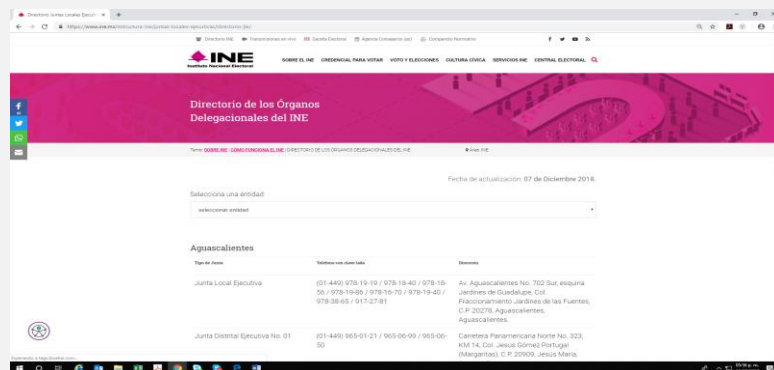 Directorio Juntas Locales Ejecuti
https://www.ine.mx/estructura-ine/juntas-locales-ejecutivas/directorio-jle/
Directorio INE Transmisiones en vivo Gaceta Electoral Compendio Normativo
INE
Instituto Nacional Electoral
SOBRE EL INE CREDENCIAL PARA VOTAR VOTO Y ELECCIONES CULTURA CÍVICA SERVICIOS INE CENTRAL ELECTORAL
Directorio de los Órganos
Delegacionales del INE
Tema: SOBRE INE / CÓMO FUNCIONA EL INE / DIRECTORIO DE LOS ÓRGANOS DELEGACIONALES DEL INE Área: INE
Fecha de actualización: 07 de Diciembre 2018.
Selecciona una entidad:
seleccionar entidad
Aguascalientes
Tipo de Junta Teléfono con clave lada Dirección
Junta Local Ejecutiva (01-449) 978-19-19 / 978-18-40 / 978-18- Av. Aguascalientes No. 702 Sur, esquina
56 / 978-19-86 / 978-16-70 / 978-19-40 / Jardines de Guadalupe, Col.
978-38-65 / 917-27-81 Fraccionamiento Jardines de las Fuentes,
C.P. 20278, Aguascalientes,
Aguascalientes.
Junta Distrital Ejecutiva No. 01 (01-449) 965-01-21 / 965-06-99 / 965-06- Carretera Panamericana Norte No. 323,
50 KM 14, Col. Jesús Gómez Portugal
(Margaritas), C.P. 20909, Jesús María,